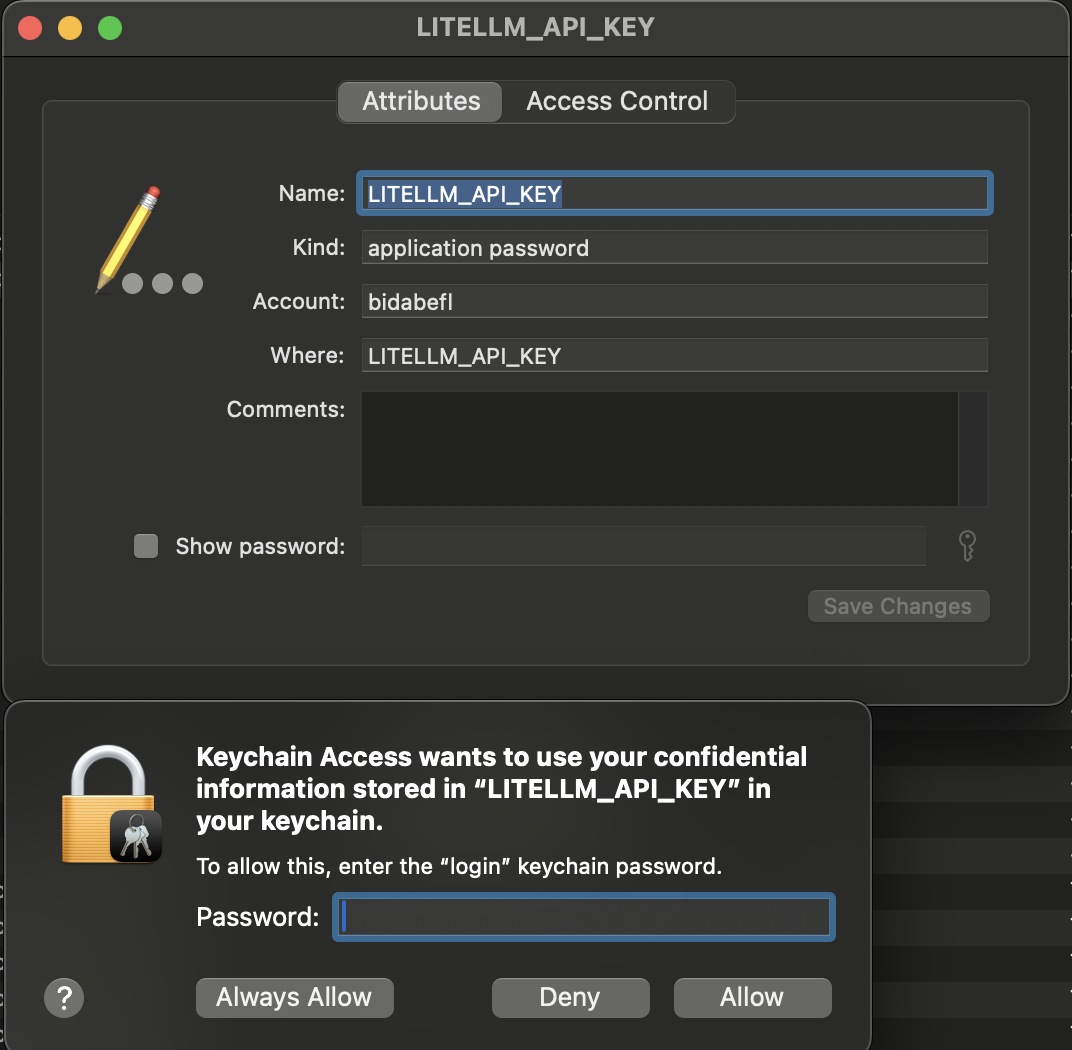 LITELLM_API_KEY
Attributes
Access Control
Name: LITELLM_API_KEY
Kind: application password
Account: bidabefl
Where: LITELLM_API_KEY
Comments:
Show password:
Save Changes
Keychain Access wants to use your confidential
information stored in “LITELLM_API_KEY” in
your keychain.
To allow this, enter the “login” keychain password.
Password:
? Always Allow Deny Allow